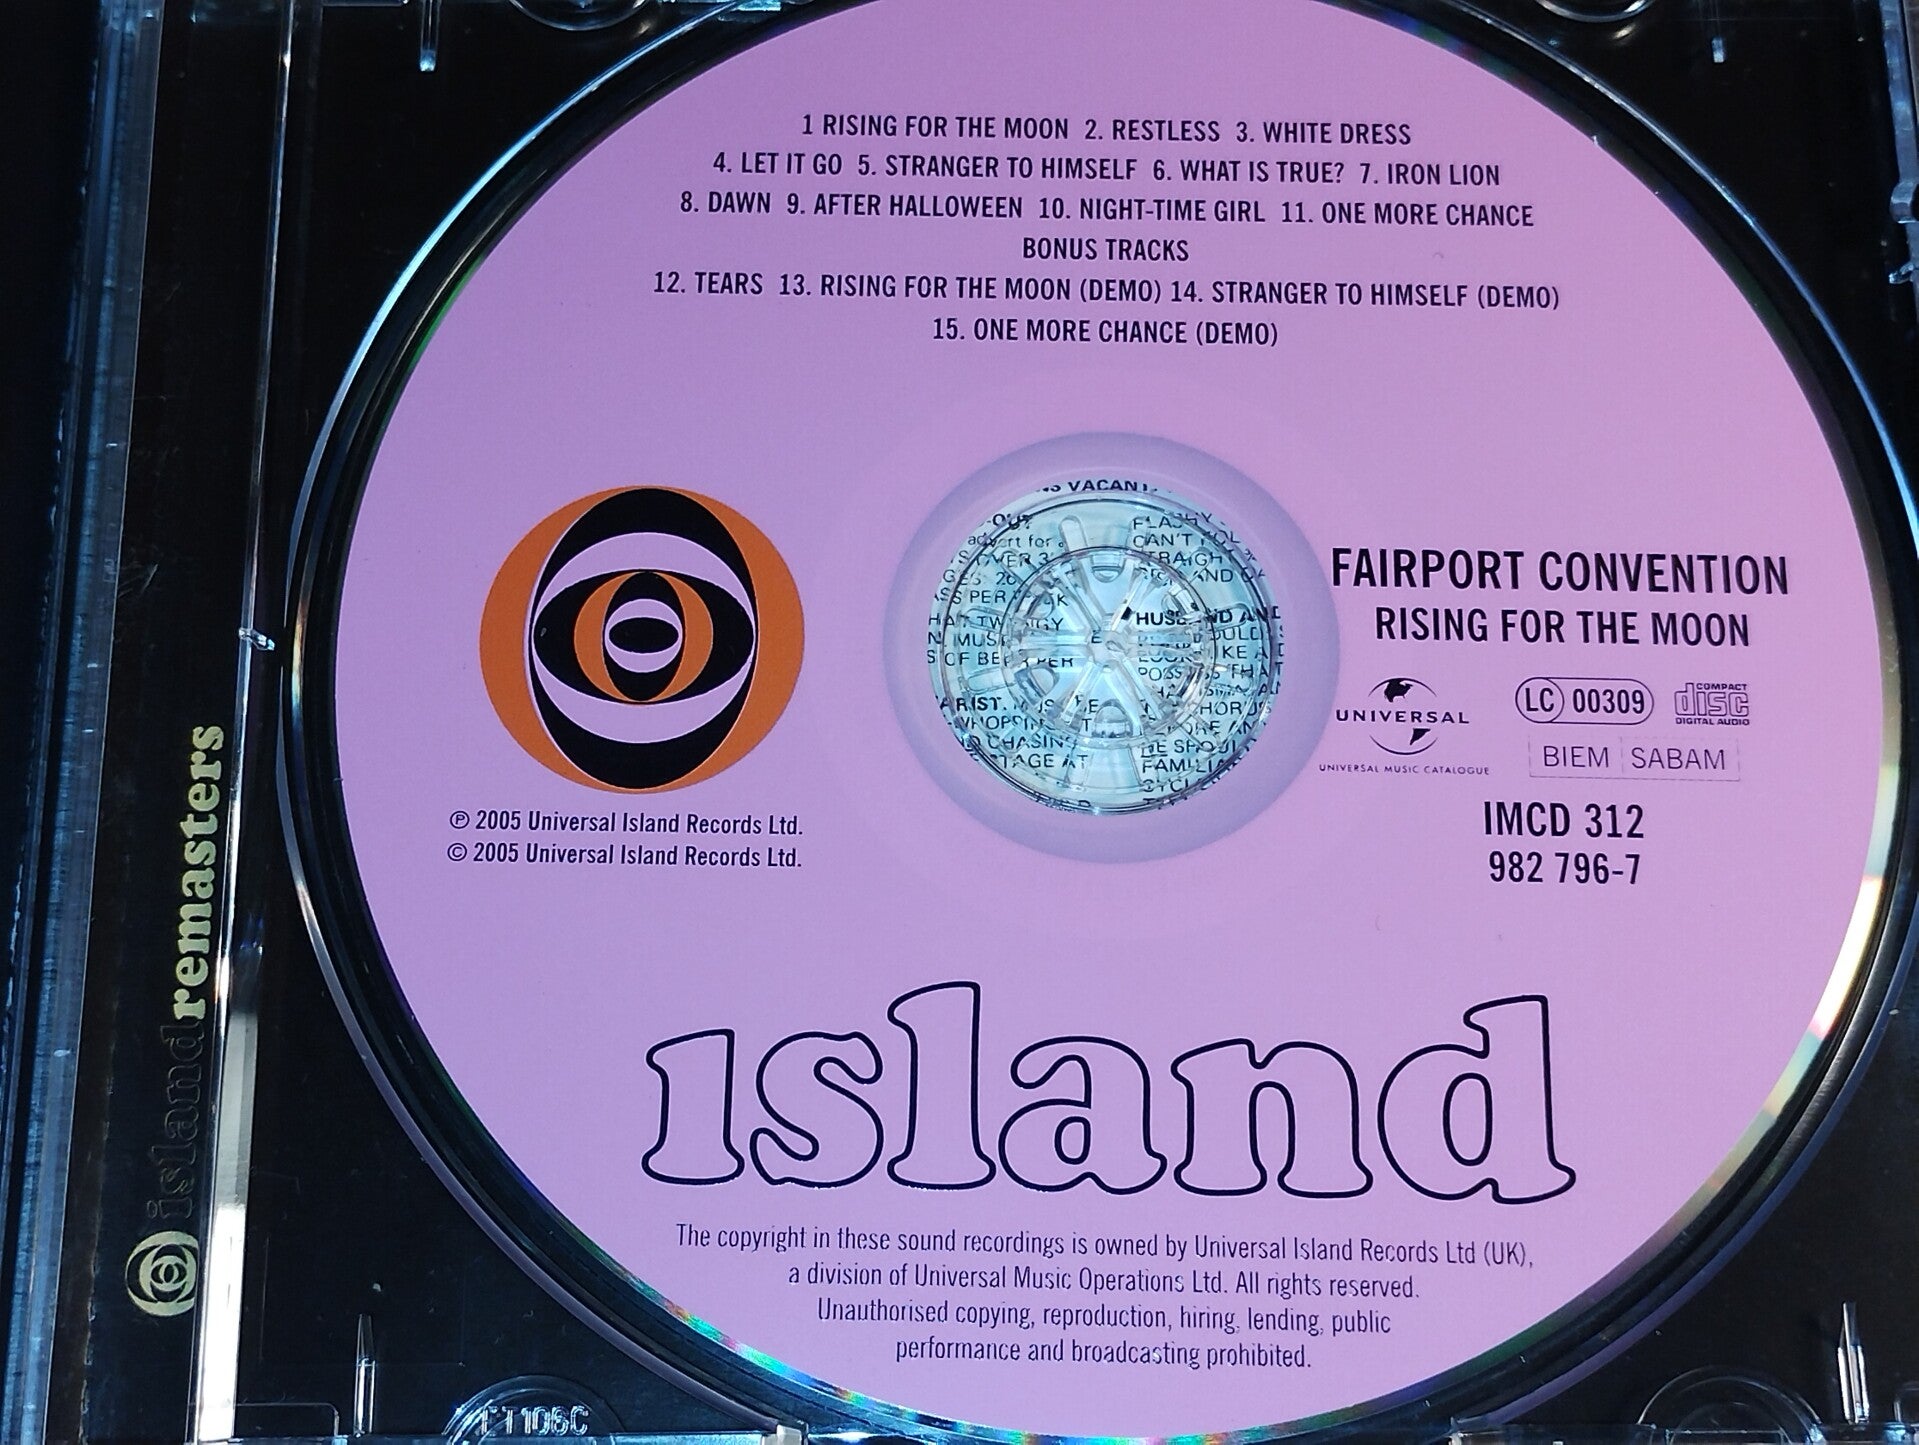 1 RISING FOR THE MOON 2. RESTLESS 3. WHITE DRESS
4. LET IT GO 5. STRANGER TO HIMSELF 6. WHAT IS TRUE? 7. IRON LION
8. DAWN 9. AFTER HALLOWEEN 10. NIGHT-TIME GIRL 11. ONE MORE CHANCE
BONUS TRACKS
12. TEARS 13. RISING FOR THE MOON (DEMO) 14. STRANGER TO HIMSELF (DEMO)
15. ONE MORE CHANCE (DEMO)
FAIRPORT CONVENTION
RISING FOR THE MOON
UNIVERSAL
UNIVERSAL MUSIC CATALOGUE
LC 00309
COMPACT
disc
DIGITAL AUDIO
BIEM SABAM
IMCD 312
982 796-7
℗ 2005 Universal Island Records Ltd.
© 2005 Universal Island Records Ltd.
island
The copyright in these sound recordings is owned by Universal Island Records Ltd (UK),
a division of Universal Music Operations Ltd. All rights reserved.
Unauthorised copying, reproduction, hiring, lending, public
performance and broadcasting prohibited.
islandremasters
VACANT
advert for
CAN'T
CHASING